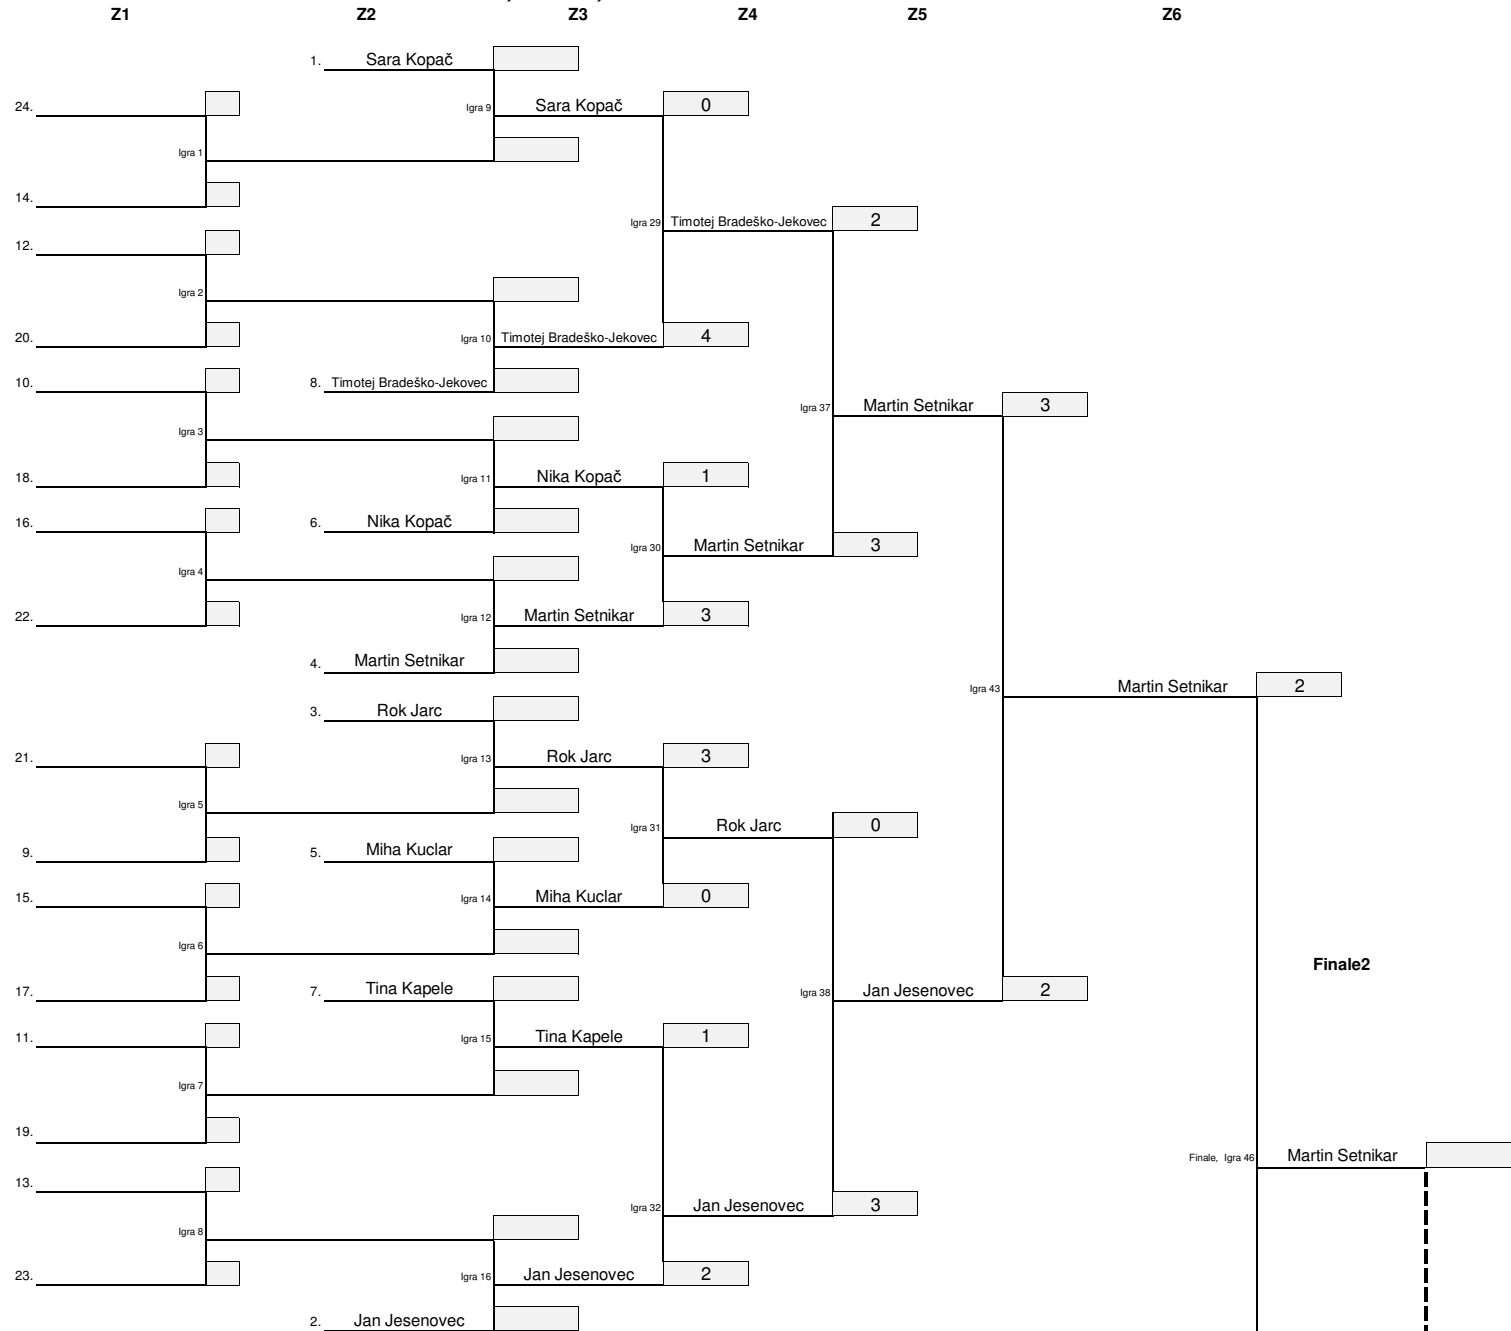 Z1 Z2 Z3 Z4 Z5 Z6
1. Sara Kopač
24. Igra 9 Sara Kopač 0
Igra 1
14.
Igra 29 Timotej Bradeško-Jekovec 2
12.
Igra 2
20. Igra 10 Timotej Bradeško-Jekovec 4
10. 8. Timotej Bradeško-Jekovec
Igra 37 Martin Setnikar 3
Igra 3
18. Igra 11 Nika Kopač 1
16. 6. Nika Kopač
Igra 30 Martin Setnikar 3
Igra 4
22. Igra 12 Martin Setnikar 3
4. Martin Setnikar
Igra 43 Martin Setnikar 2
3. Rok Jarc
21. Igra 13 Rok Jarc 3
Igra 5
Igra 31 Rok Jarc 0
9. 5. Miha Kuclar
15. Igra 14 Miha Kuclar 0
Igra 6
Finale2
17. 7. Tina Kapele
Igra 38 Jan Jesenovec 2
11. Igra 15 Tina Kapele 1
Igra 7
19.
Finale, Igra 46 Martin Setnikar
13.
Igra 32 Jan Jesenovec 3
Igra 8
23. Igra 16 Jan Jesenovec 2
2. Jan Jesenovec